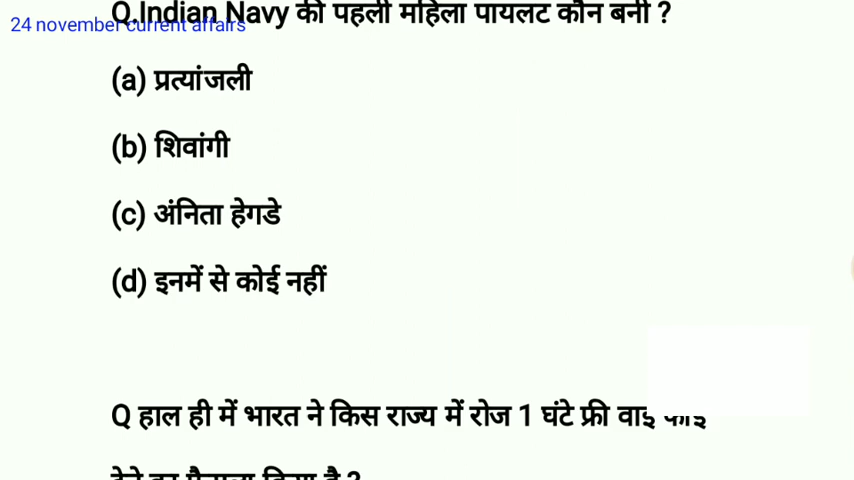 Q.Indian Navy की पहली महिला पायलट कौन बनी ?
24 november current affairs
(a) प्रत्यांजली
(b) शिवांगी
(c) अंनिता हेगडे
(d) इनमें से कोई नहीं
Q हाल ही में भारत ने किस राज्य में रोज 1 घंटे फ्री वाई फाई